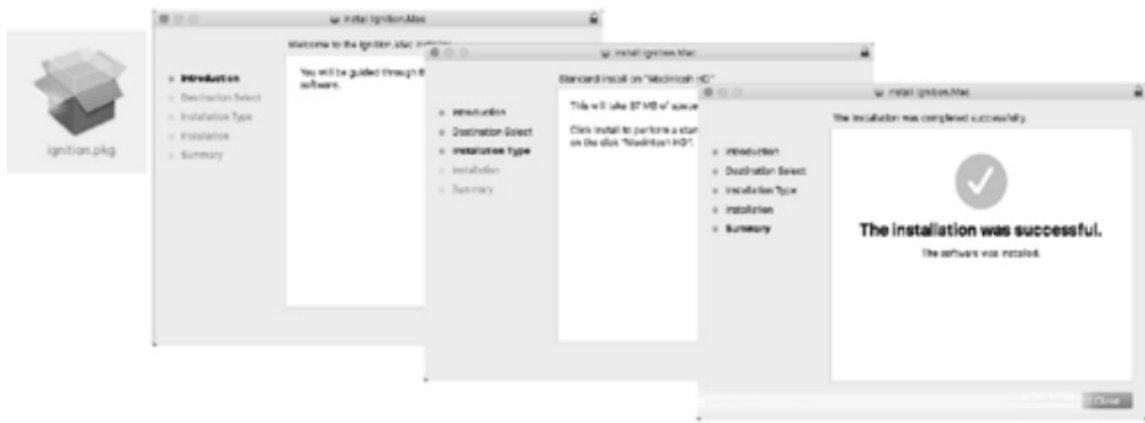 ignition.pkg
Install Ignition.Mac
Welcome to the Ignition.Mac
Introduction
Destination Select
Installation Type
Installation
Summary
You will be guided through th
software.
Install Ignition.Mac
Standard Install on "Macintosh HD"
Introduction
Destination Select
Installation Type
Installation
Summary
This will take 87 MB of space
Click Install to perform a stan
on the disk "Macintosh HD".
Install Ignition.Mac
The installation was completed successfully.
Introduction
Destination Select
Installation Type
Installation
Summary
The installation was successful.
The software was installed.
Close